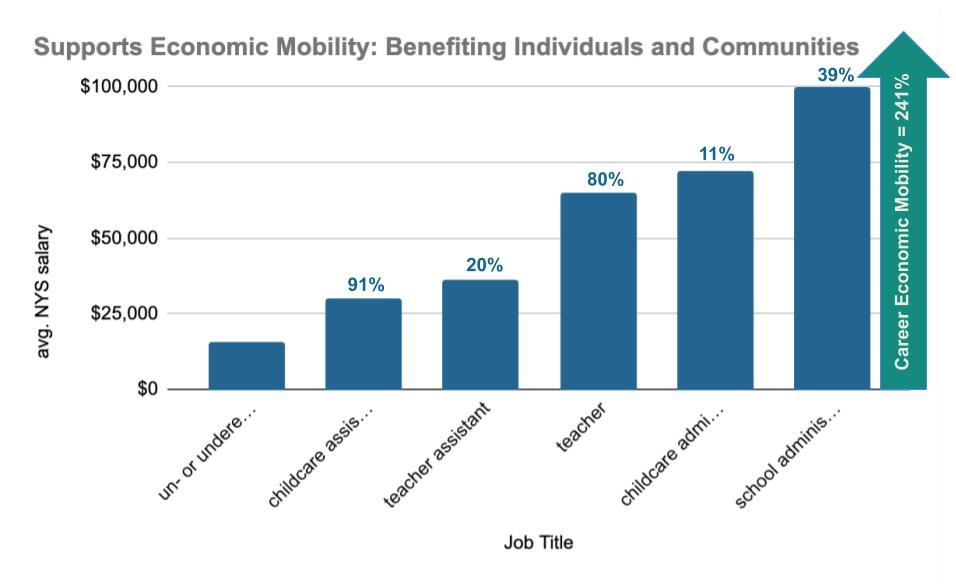 Supports Economic Mobility: Benefiting Individuals and Communities
$100,000
$75,000
$50,000
$25,000
$0
avg. NYS salary
91%
20%
80%
11%
39%
Career Economic Mobility = 241%
un- or undere...
childcare assis...
teacher assistant
teacher
childcare admi...
school adminis...
Job Title